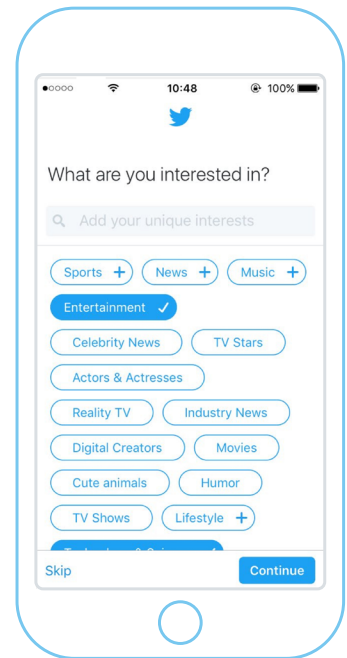 10:48 100%
What are you interested in?
Add your unique interests
Sports + News + Music +
Entertainment
Celebrity News TV Stars
Actors & Actresses
Reality TV Industry News
Digital Creators Movies
Cute animals Humor
TV Shows Lifestyle +
Skip Continue